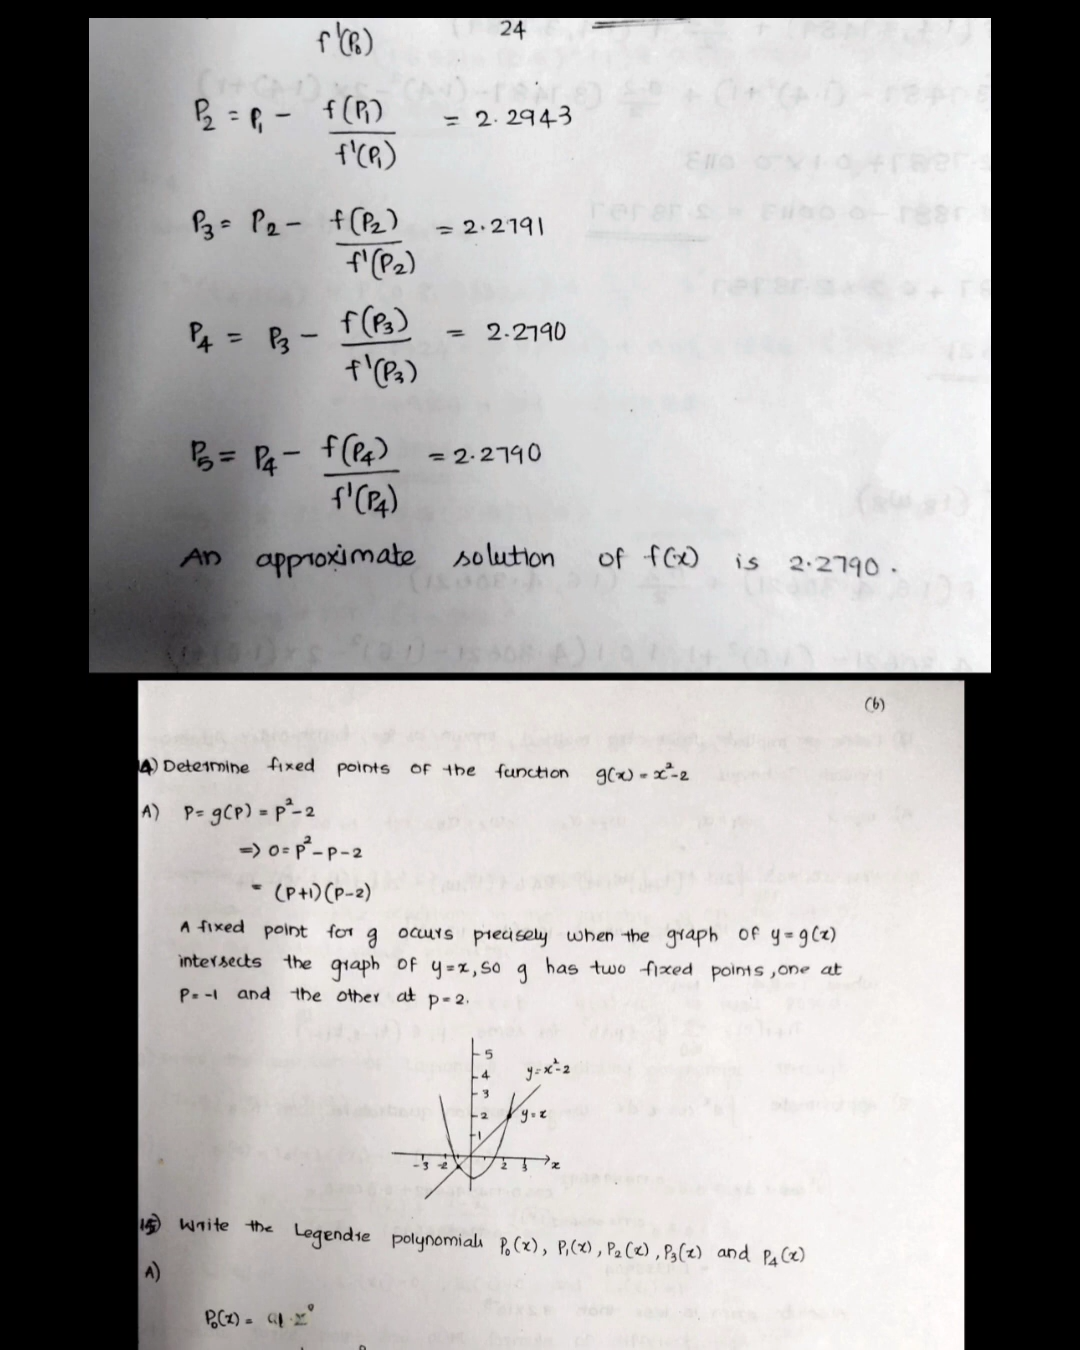 f'(P₀) 24
P₂ = P₁ - f(P₁)/f'(P₁) = 2.2943
P₃ = P₂ - f(P₂)/f'(P₂) = 2.2791
P₄ = P₃ - f(P₃)/f'(P₃) = 2.2790
P₅ = P₄ - f(P₄)/f'(P₄) = 2.2790
An approximate solution of f(x) is 2.2790.
(6)
4) Determine fixed points of the function g(x) = x²-2
A) P = g(P) = P²-2
=> 0 = P²-P-2
= (P+1)(P-2)
A fixed point for g occurs precisely when the graph of y=g(x)
intersects the graph of y=x, so g has two fixed points, one at
P=-1 and the other at p=2.
5
4
y=x²-2
3
2
y=x
1
-3 -2 2 3 x
15) Write the Legendre polynomials P₀(x), P₁(x), P₂(x), P₃(x) and P₄(x)
A)
P₀(x) =